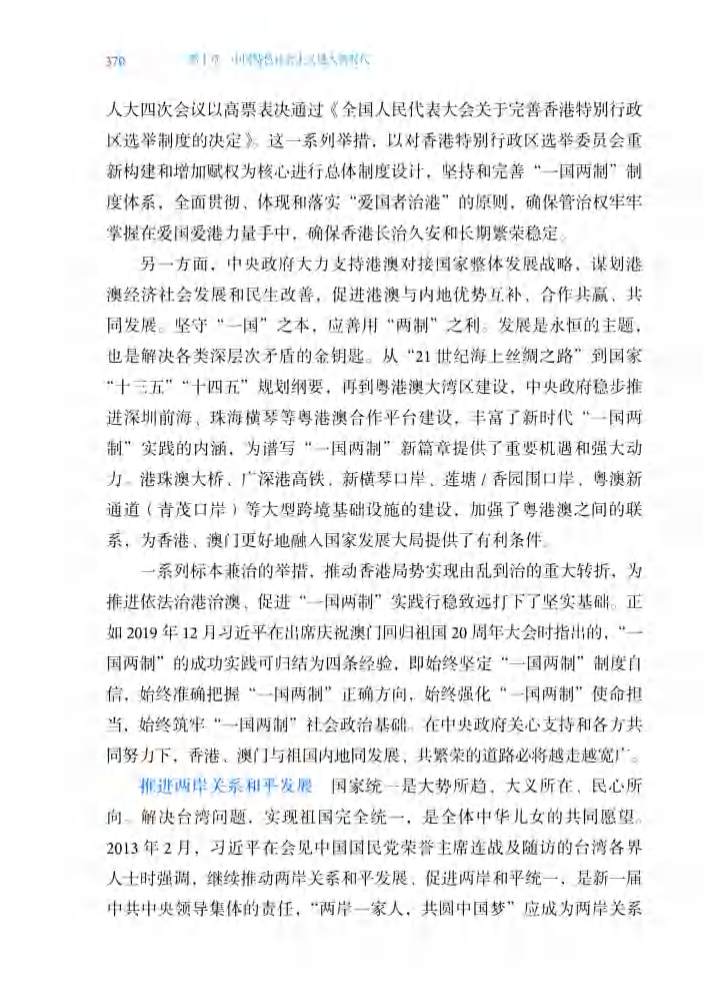 370 第十章 中国特色社会主义进入新时代
人大四次会议以高票表决通过《全国人民代表大会关于完善香港特别行政
区选举制度的决定》。这一系列举措，以对香港特别行政区选举委员会重
新构建和增加赋权为核心进行总体制度设计，坚持和完善“一国两制”制
度体系，全面贯彻、体现和落实“爱国者治港”的原则，确保管治权牢牢
掌握在爱国爱港力量手中，确保香港长治久安和长期繁荣稳定。
另一方面，中央政府大力支持港澳对接国家整体发展战略，谋划港
澳经济社会发展和民生改善，促进港澳与内地优势互补、合作共赢、共
同发展。坚守“一国”之本，应善用“两制”之利。发展是永恒的主题，
也是解决各类深层次矛盾的金钥匙。从“21世纪海上丝绸之路”到国家
“十三五”“十四五”规划纲要，再到粤港澳大湾区建设，中央政府稳步推
进深圳前海、珠海横琴等粤港澳合作平台建设，丰富了新时代“一国两
制”实践的内涵，为谱写“一国两制”新篇章提供了重要机遇和强大动
力。港珠澳大桥、广深港高铁、新横琴口岸、莲塘/香园围口岸、粤澳新
通道（青茂口岸）等大型跨境基础设施的建设，加强了粤港澳之间的联
系，为香港、澳门更好地融入国家发展大局提供了有利条件。
一系列标本兼治的举措，推动香港局势实现由乱到治的重大转折，为
推进依法治港治澳、促进“一国两制”实践行稳致远打下了坚实基础。正
如2019年12月习近平在出席庆祝澳门回归祖国20周年大会时指出的，“一
国两制”的成功实践可归结为四条经验，即始终坚定“一国两制”制度自
信，始终准确把握“一国两制”正确方向，始终强化“一国两制”使命担
当，始终筑牢“一国两制”社会政治基础。在中央政府关心支持和各方共
同努力下，香港、澳门与祖国内地同发展、共繁荣的道路必将越走越宽广。
推进两岸关系和平发展 国家统一是大势所趋、大义所在、民心所
向。解决台湾问题，实现祖国完全统一，是全体中华儿女的共同愿望。
2013年2月，习近平在会见中国国民党荣誉主席连战及随访的台湾各界
人士时强调，继续推动两岸关系和平发展、促进两岸和平统一，是新一届
中共中央领导集体的责任，“两岸一家人，共圆中国梦”应成为两岸关系